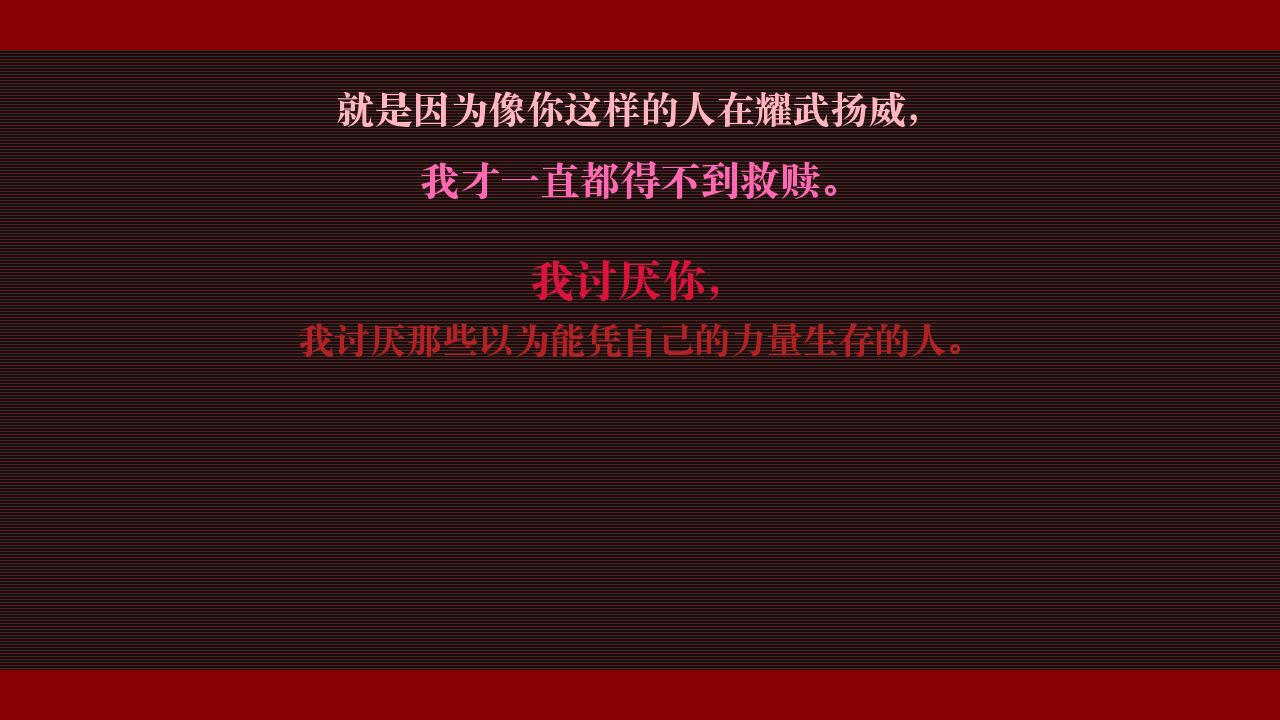 就是因为像你这样的人在耀武扬威，
我才一直都得不到救赎。
我讨厌你，
我讨厌那些以为能凭自己的力量生存的人。